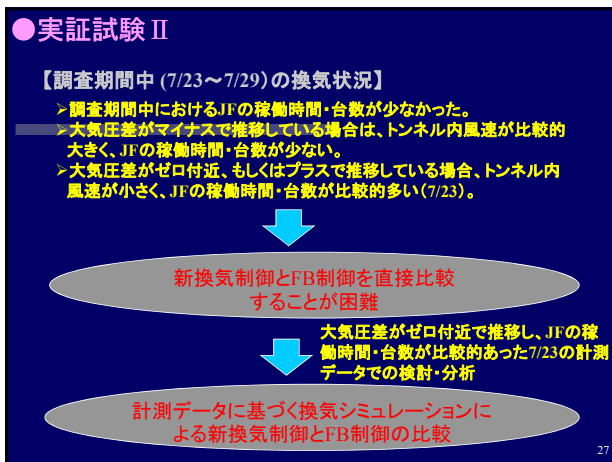 ●実証試験Ⅱ
【調査期間中 (7/23～7/29)の換気状況】
➢調査期間中におけるJFの稼働時間・台数が少なかった。
➢大気圧差がマイナスで推移している場合は、トンネル内風速が比較的
大きく、JFの稼働時間・台数が少ない。
➢大気圧差がゼロ付近、もしくはプラスで推移している場合、トンネル内
風速が小さく、JFの稼働時間・台数が比較的多い(7/23)。
新換気制御とFB制御を直接比較
することが困難
大気圧差がゼロ付近で推移し、JFの稼
働時間・台数が比較的あった7/23の計測
データでの検討・分析
計測データに基づく換気シミュレーションに
よる新換気制御とFB制御の比較
27